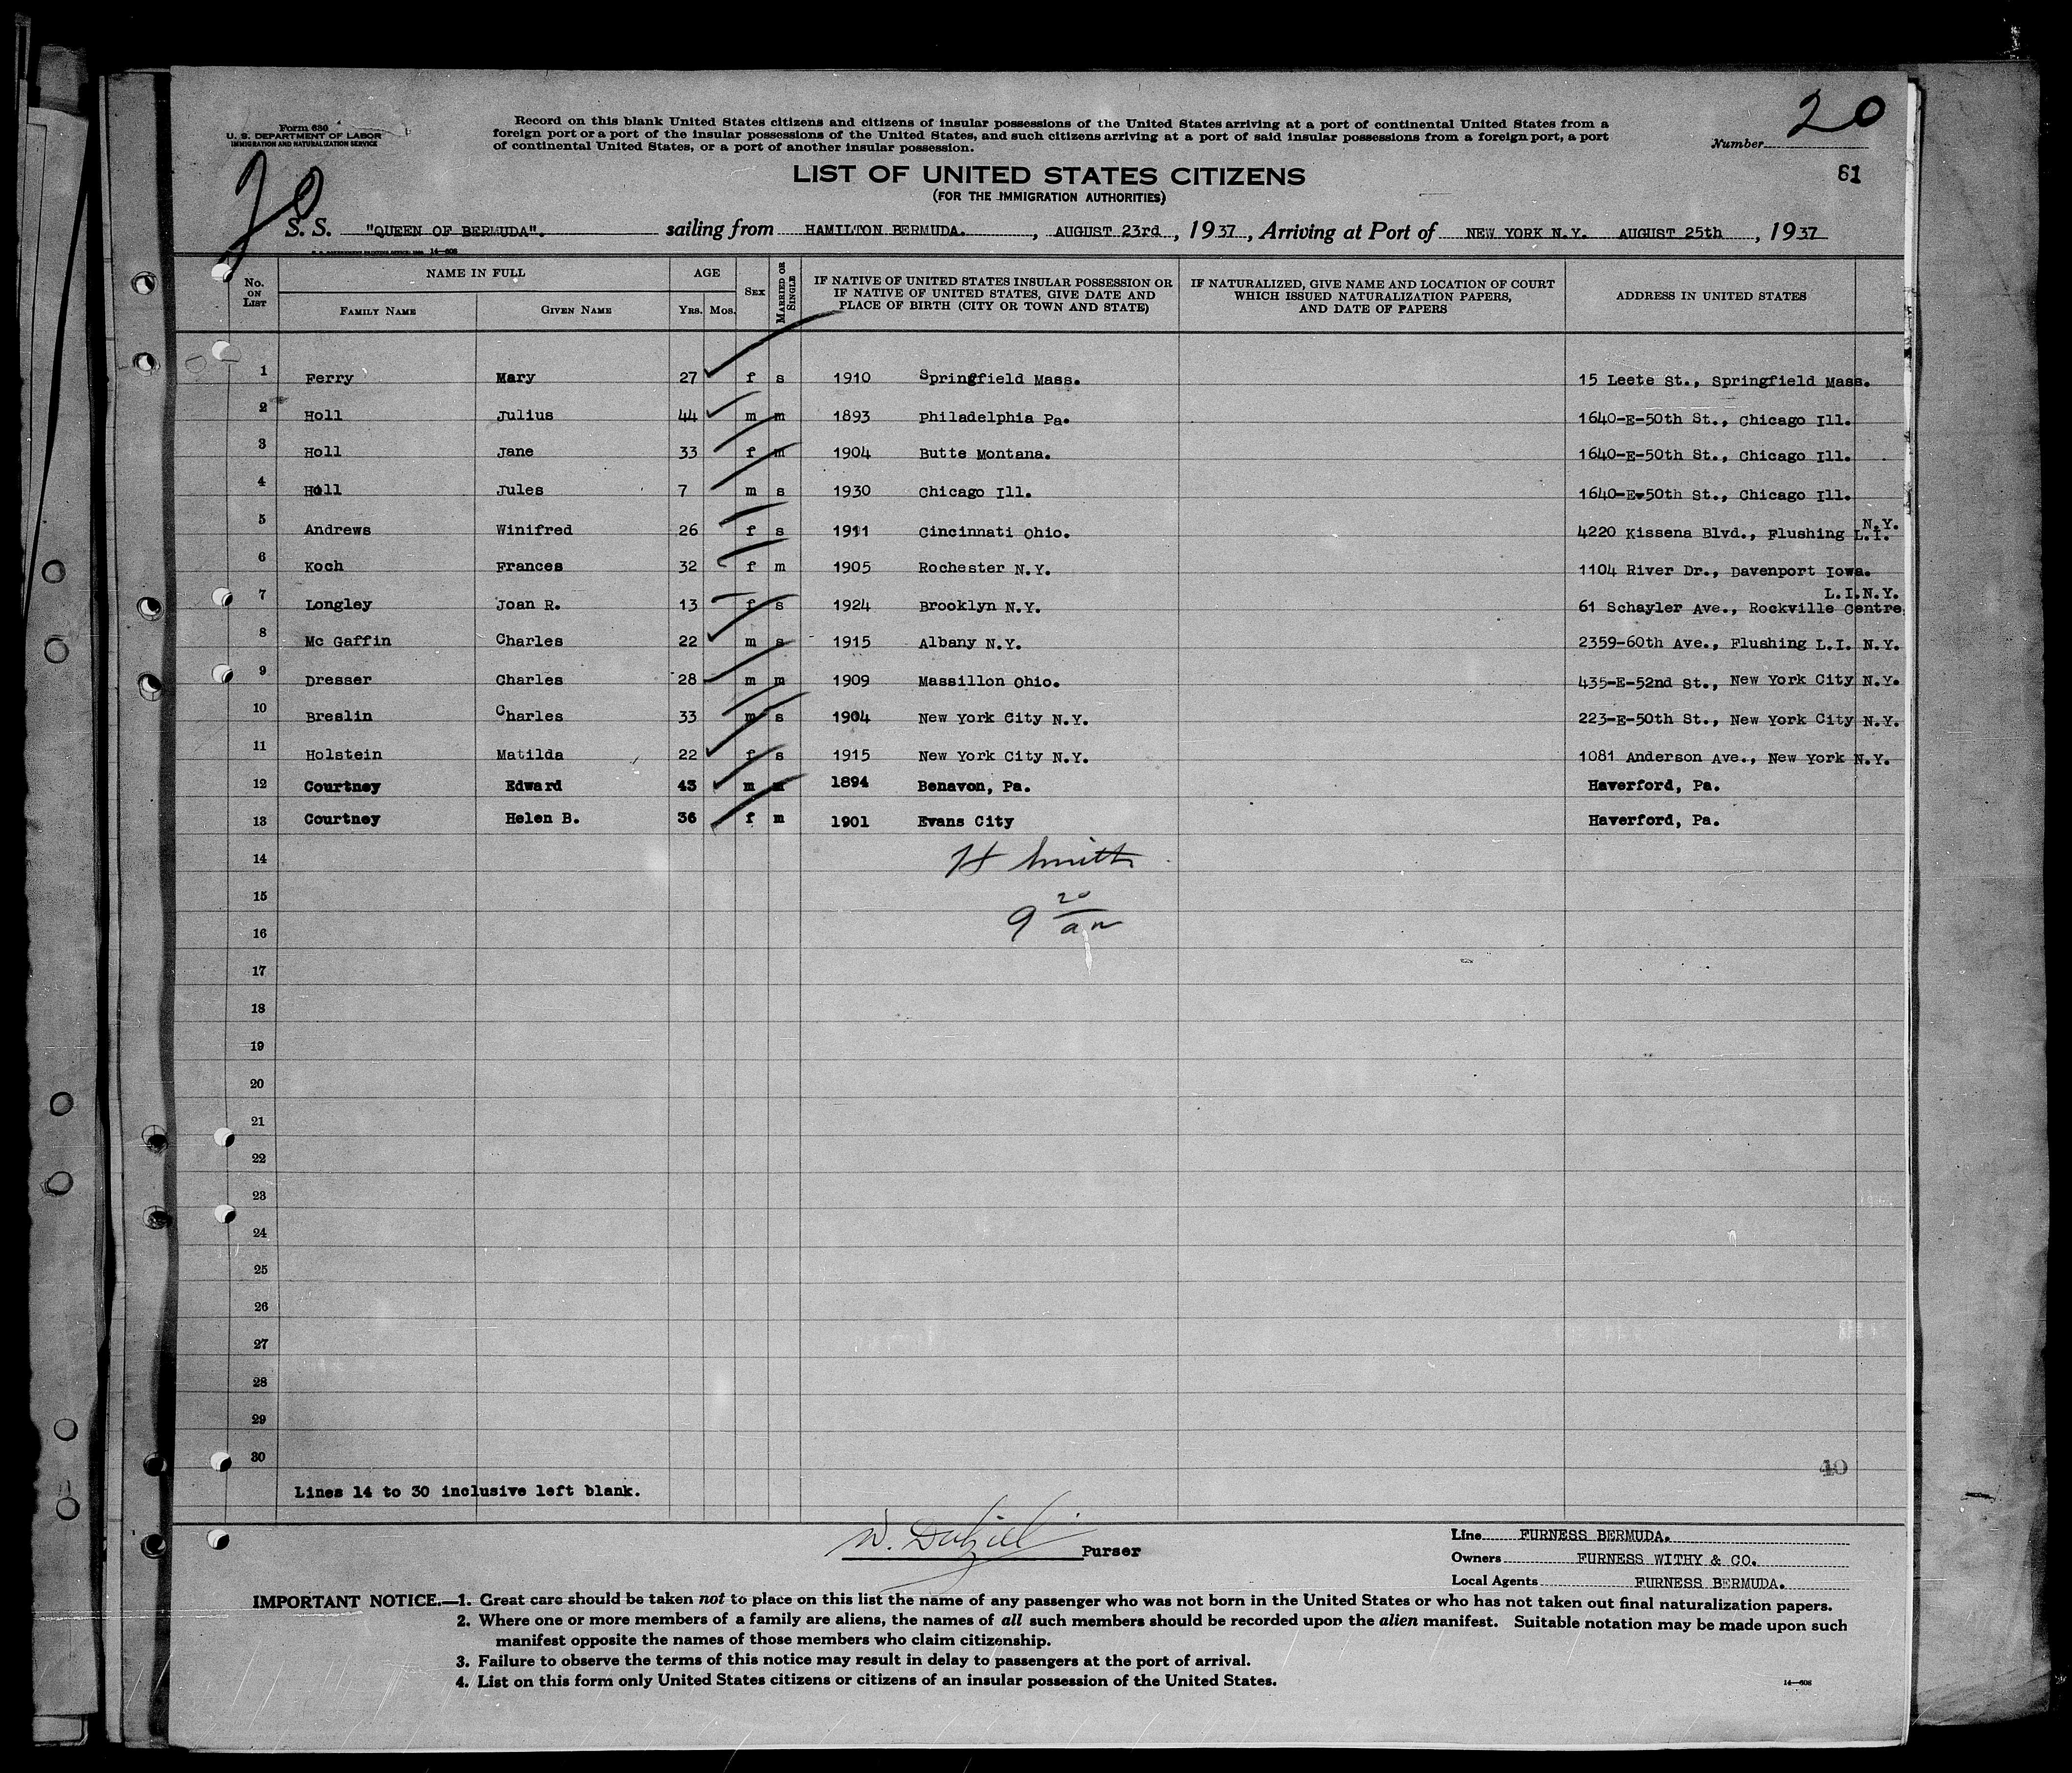 20
Form 630
U. S. DEPARTMENT OF LABOR
IMMIGRATION AND NATURALIZATION SERVICE
Record on this blank United States citizens and citizens of insular possessions of the United States arriving at a port of continental United States from a
foreign port or a port of the insular possessions of the United States, and such citizens arriving at a port of said insular possessions from a foreign port, a port
of continental United States, or a port of another insular possession.
Number
20
LIST OF UNITED STATES CITIZENS
61
(FOR THE IMMIGRATION AUTHORITIES)
S. S. "QUEEN OF BERMUDA". sailing from HAMILTON BERMUDA. , AUGUST 23rd , 1937 , Arriving at Port of NEW YORK N.Y. AUGUST 25th , 1937
14—608
No. ON LIST NAME IN FULL AGE SEX MARRIED OR SINGLE IF NATIVE OF UNITED STATES INSULAR POSSESSION OR IF NATIVE OF UNITED STATES, GIVE DATE AND PLACE OF BIRTH (CITY OR TOWN AND STATE) IF NATURALIZED, GIVE NAME AND LOCATION OF COURT WHICH ISSUED NATURALIZATION PAPERS, AND DATE OF PAPERS ADDRESS IN UNITED STATES
FAMILY NAME GIVEN NAME YRS. MOS.
1 Ferry Mary 27 f s 1910 Springfield Mass. 15 Leete St., Springfield Mass.
2 Holl Julius 44 m m 1893 Philadelphia Pa. 1640-E-50th St., Chicago Ill.
3 Holl Jane 33 f m 1904 Butte Montana. 1640-E-50th St., Chicago Ill.
4 Holl Jules 7 m s 1930 Chicago Ill. 1640-E-50th St., Chicago Ill.
5 Andrews Winifred 26 f s 1911 Cincinnati Ohio. 4220 Kissena Blvd., Flushing L.I. N.Y.
6 Koch Frances 32 f m 1905 Rochester N.Y. 1104 River Dr., Davenport Iowa.
7 Longley Joan R. 13 f s 1924 Brooklyn N.Y. 61 Schayler Ave., Rockville Centre L.I.N.Y.
8 Mc Gaffin Charles 22 m s 1915 Albany N.Y. 2359-60th Ave., Flushing L.I. N.Y.
9 Dresser Charles 28 m m 1909 Massillon Ohio. 435-E-52nd St., New York City N.Y.
10 Breslin Charles 33 m s 1904 New York City N.Y. 223-E-50th St., New York City N.Y.
11 Holstein Matilda 22 f s 1915 New York City N.Y. 1081 Anderson Ave., New York N.Y.
12 Courtney Edward 43 m m 1894 Benavon, Pa. Haverford, Pa.
13 Courtney Helen B. 36 f m 1901 Evans City Haverford, Pa.
14 H Smith
15
16 9 20/am
17
18
19
20
21
22
23
24
25
26
27
28
29
30
40
Lines 14 to 30 inclusive left blank.
W. Dalziel Purser
Line FURNESS BERMUDA.
Owners FURNESS WITHY & CO.
Local Agents FURNESS BERMUDA.
IMPORTANT NOTICE.—1. Great care should be taken not to place on this list the name of any passenger who was not born in the United States or who has not taken out final naturalization papers.
2. Where one or more members of a family are aliens, the names of all such members should be recorded upon the alien manifest. Suitable notation may be made upon such
manifest opposite the names of those members who claim citizenship.
3. Failure to observe the terms of this notice may result in delay to passengers at the port of arrival.
4. List on this form only United States citizens or citizens of an insular possession of the United States.
14—608